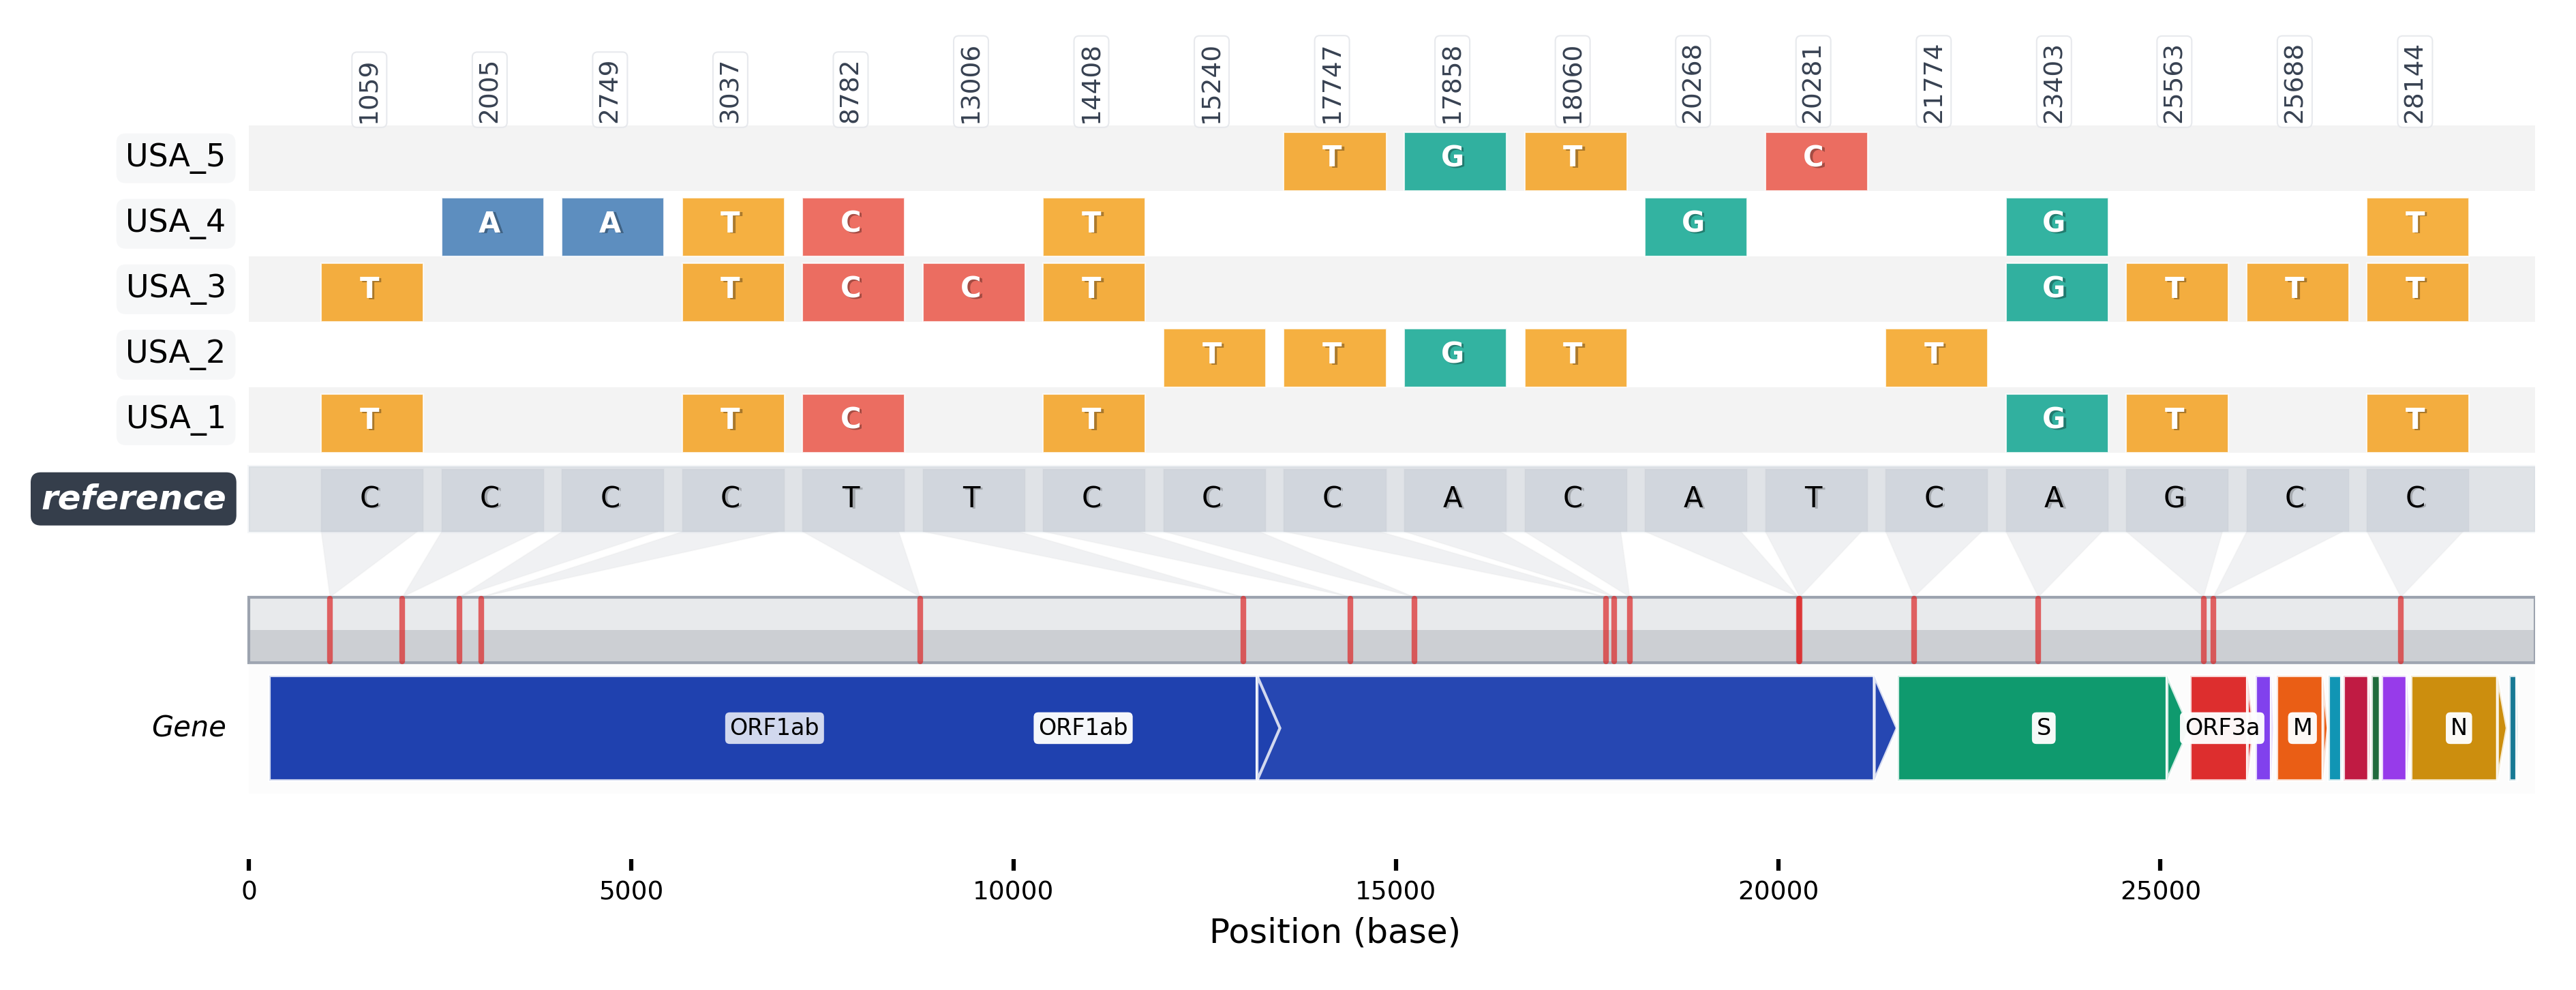 1059 2005 2749 3037 8782 13006 14408 15240 17747 17858 18060 20268 20281 21774 23403 25563 25688 28144
USA_5 T G T C
USA_4 A A T C T G G T
USA_3 T T C C T G T T T
USA_2 T T G T T
USA_1 T T C T G T T
reference C C C C T T C C C A C A T C A G C C
Gene ORF1ab ORF1ab S ORF3a M N
0 5000 10000 15000 20000 25000
Position (base)